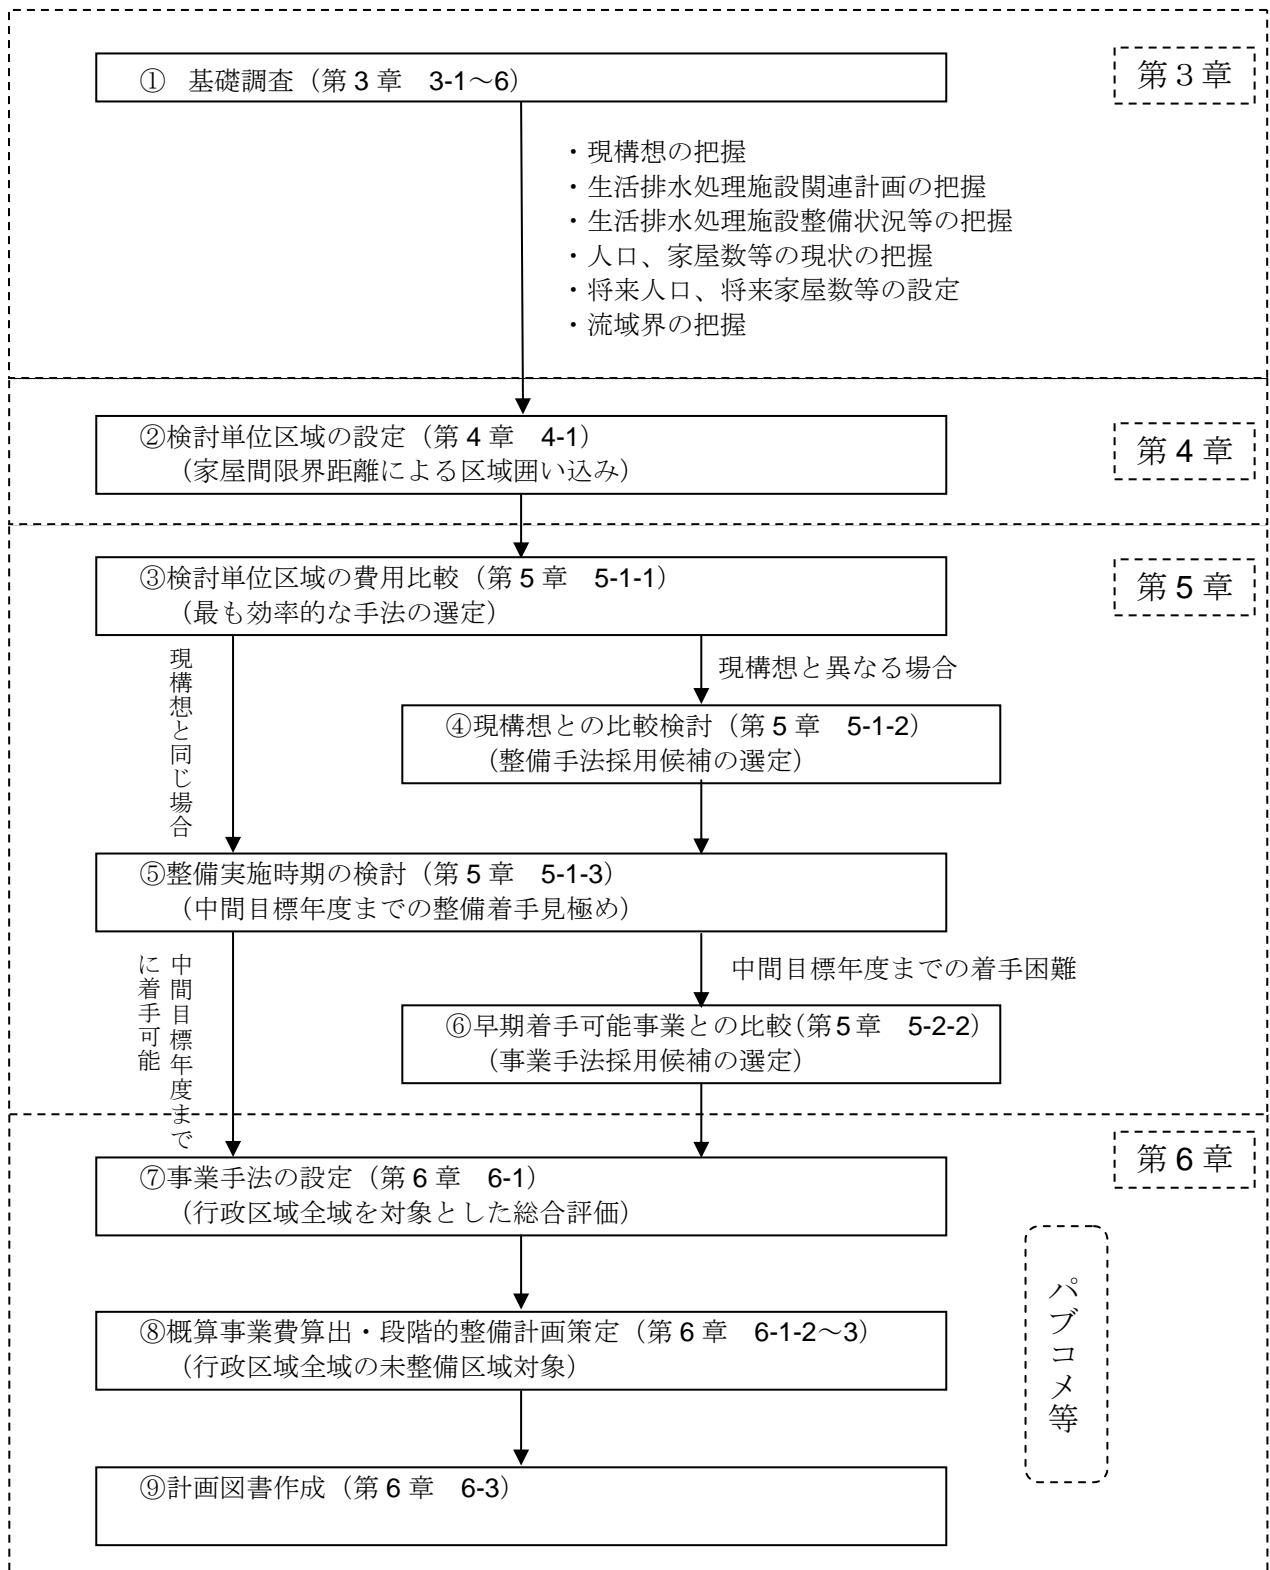 ① 基礎調査（第３章　3-1～6）
第３章
・現構想の把握
・生活排水処理施設関連計画の把握
・生活排水処理施設整備状況等の把握
・人口、家屋数等の現状の把握
・将来人口、将来家屋数等の設定
・流域界の把握
②検討単位区域の設定（第４章　4-1）
（家屋間限界距離による区域囲い込み）
第４章
③検討単位区域の費用比較（第５章　5-1-1）
（最も効率的な手法の選定）
第５章
現構想と同じ場合
現構想と異なる場合
④現構想との比較検討（第５章　5-1-2）
（整備手法採用候補の選定）
⑤整備実施時期の検討（第５章　5-1-3）
（中間目標年度までの整備着手見極め）
中間目標年度まで
に着手可能
中間目標年度までの着手困難
⑥早期着手可能事業との比較（第５章　5-2-2）
（事業手法採用候補の選定）
第６章
⑦事業手法の設定（第６章　6-1）
（行政区域全域を対象とした総合評価）
パブコメ等
⑧概算事業費算出・段階的整備計画策定（第６章　6-1-2～3）
（行政区域全域の未整備区域対象）
⑨計画図書作成（第６章　6-3）